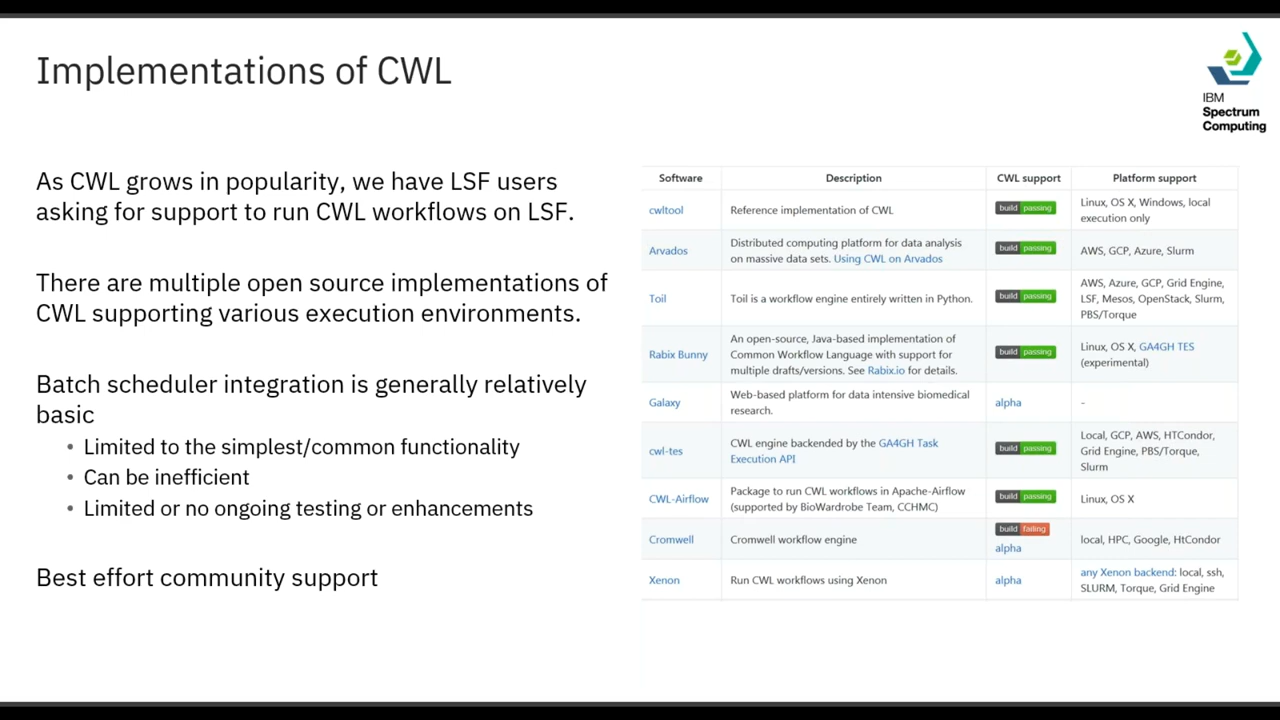 Implementations of CWL
IBM
Spectrum
Computing
As CWL grows in popularity, we have LSF users
asking for support to run CWL workflows on LSF.
There are multiple open source implementations of
CWL supporting various execution environments.
Batch scheduler integration is generally relatively
basic
• Limited to the simplest/common functionality
• Can be inefficient
• Limited or no ongoing testing or enhancements
Best effort community support
Software Description CWL support Platform support
cwltool Reference implementation of CWL build passing Linux, OS X, Windows, local
execution only
Arvados Distributed computing platform for data analysis
on massive data sets. Using CWL on Arvados build passing AWS, GCP, Azure, Slurm
Toil Toil is a workflow engine entirely written in Python. build passing AWS, Azure, GCP, Grid Engine,
LSF, Mesos, OpenStack, Slurm,
PBS/Torque
Rabix Bunny An open-source, Java-based implementation of
Common Workflow Language with support for
multiple drafts/versions. See Rabix.io for details. build passing Linux, OS X, GA4GH TES
(experimental)
Galaxy Web-based platform for data intensive biomedical
research. alpha -
cwl-tes CWL engine backended by the GA4GH Task
Execution API build passing Local, GCP, AWS, HTCondor,
Grid Engine, PBS/Torque,
Slurm
CWL-Airflow Package to run CWL workflows in Apache-Airflow
(supported by BioWardrobe Team, CCHMC) build passing Linux, OS X
Cromwell Cromwell workflow engine build failing
alpha local, HPC, Google, HtCondor
Xenon Run CWL workflows using Xenon alpha any Xenon backend: local, ssh,
SLURM, Torque, Grid Engine